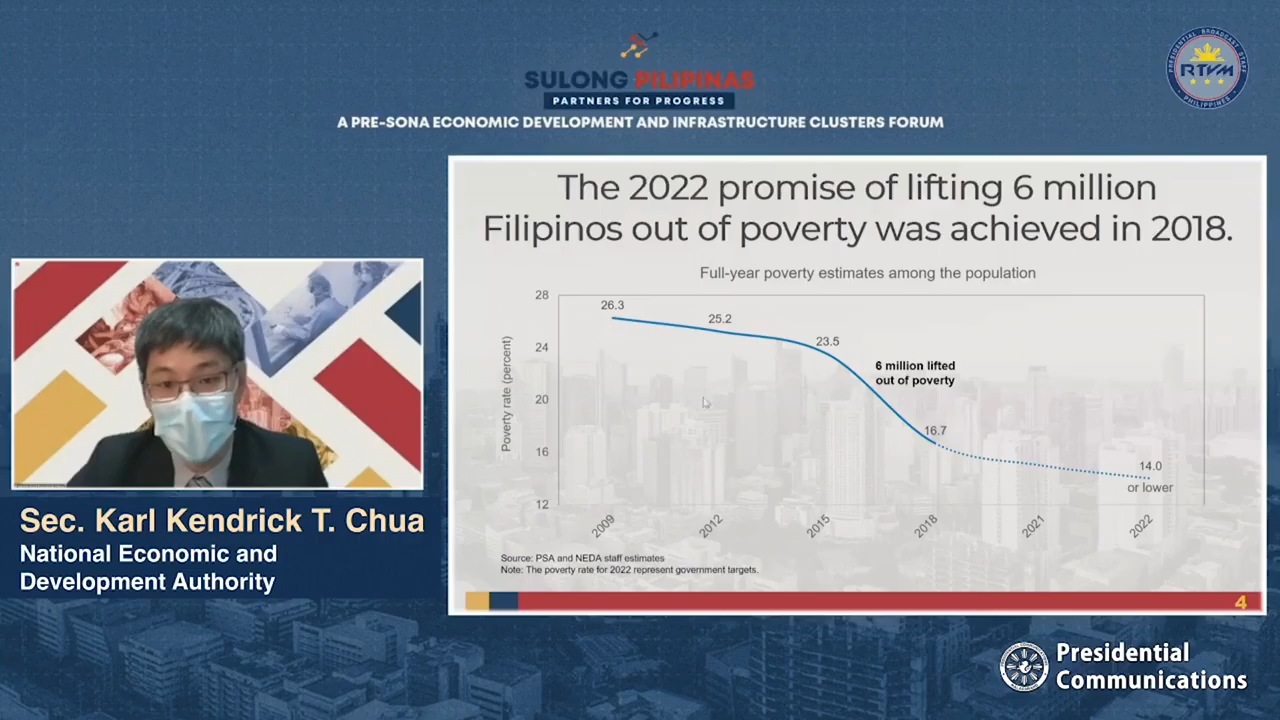 SULONG PILIPINAS
PARTNERS FOR PROGRESS
A PRE-SONA ECONOMIC DEVELOPMENT AND INFRASTRUCTURE CLUSTERS FORUM
PRESIDENTIAL BROADCAST STAFF
RTVM
PHILIPPINES
The 2022 promise of lifting 6 million
Filipinos out of poverty was achieved in 2018.
Full-year poverty estimates among the population
Poverty rate (percent)
28
24
20
16
12
26.3
25.2
23.5
6 million lifted
out of poverty
16.7
14.0
or lower
2009
2012
2015
2018
2021
2022
Source: PSA and NEDA staff estimates
Note: The poverty rate for 2022 represent government targets.
4
Sec. Karl Kendrick T. Chua
National Economic and
Development Authority
Presidential
Communications